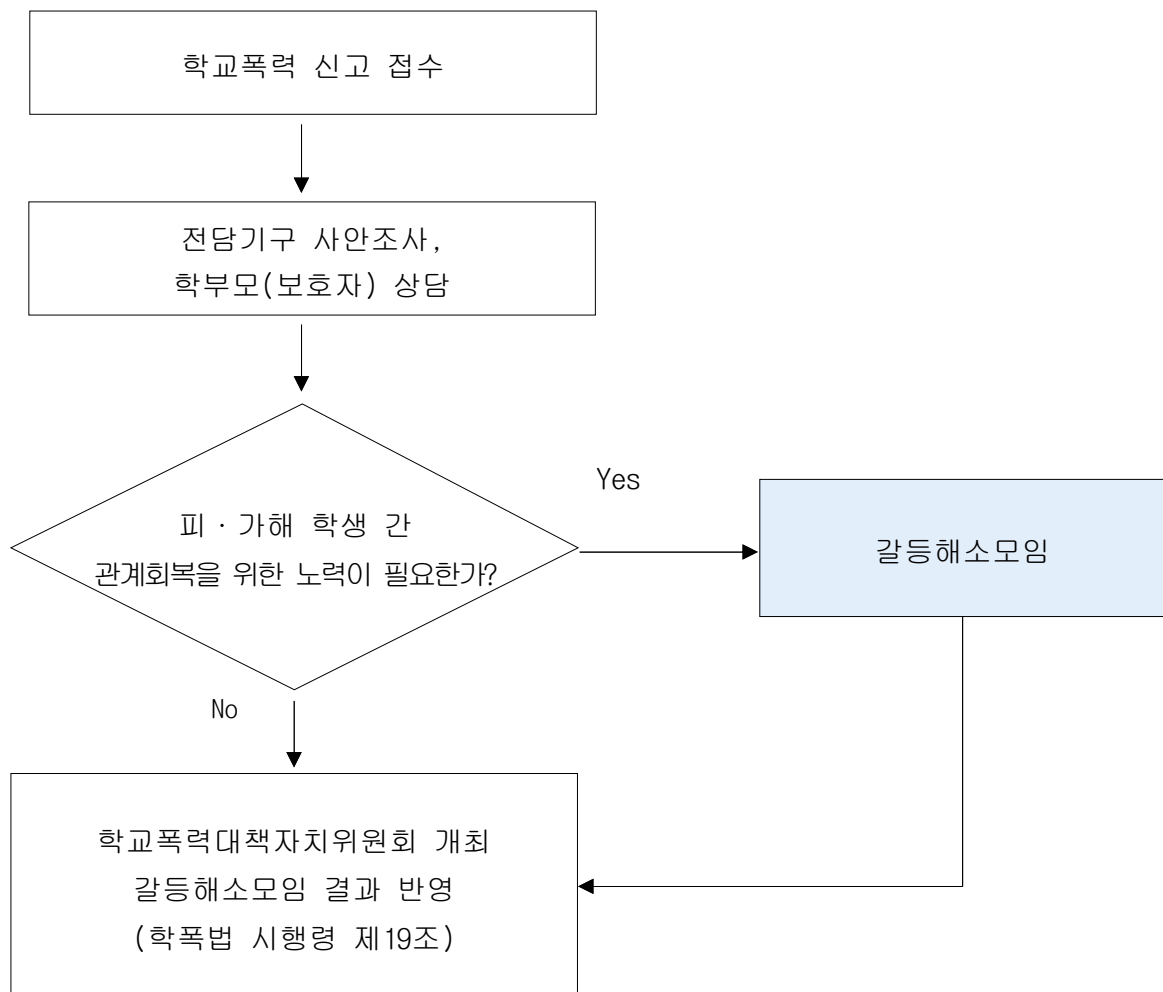 학교폭력 신고 접수
전담기구 사안조사,
학부모(보호자) 상담
피·가해 학생 간
관계회복을 위한 노력이 필요한가?
Yes
갈등해소모임
No
학교폭력대책자치위원회 개최
갈등해소모임 결과 반영
(학폭법 시행령 제19조)